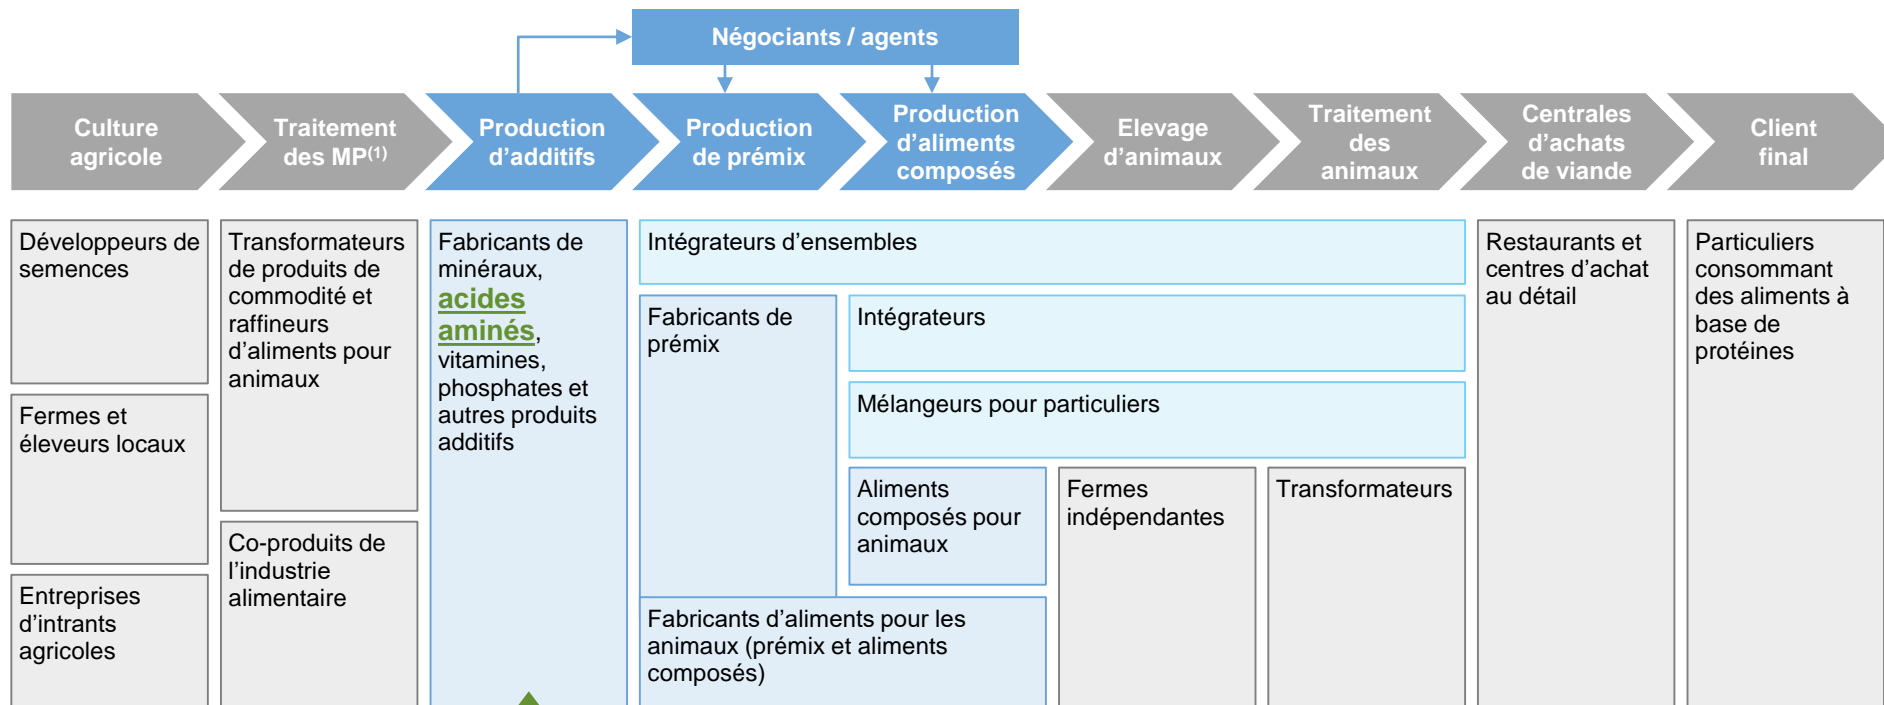 Négociants / agents
Culture
agricole
Traitement
des MP(1)
Production
d'additifs
Production
de prémix
Production
d'aliments
composés
Elevage
d'animaux
Traitement
des
animaux
Centrales
d'achats
de viande
Client
final
Développeurs de
semences
Fermes et
éleveurs locaux
Entreprises
d'intrants
agricoles
Transformateurs
de produits de
commodité et
raffineurs
d'aliments pour
animaux
Co-produits de
l'industrie
alimentaire
Fabricants de
minéraux,
acides
aminés,
vitamines,
phosphates et
autres produits
additifs
Intégrateurs d'ensembles
Fabricants de
prémix
Intégrateurs
Mélangeurs pour particuliers
Aliments
composés pour
animaux
Fabricants d'aliments pour les
animaux (prémix et aliments
composés)
Fermes
indépendantes
Transformateurs
Restaurants et
centres d'achat
au détail
Particuliers
consommant
des aliments à
base de
protéines